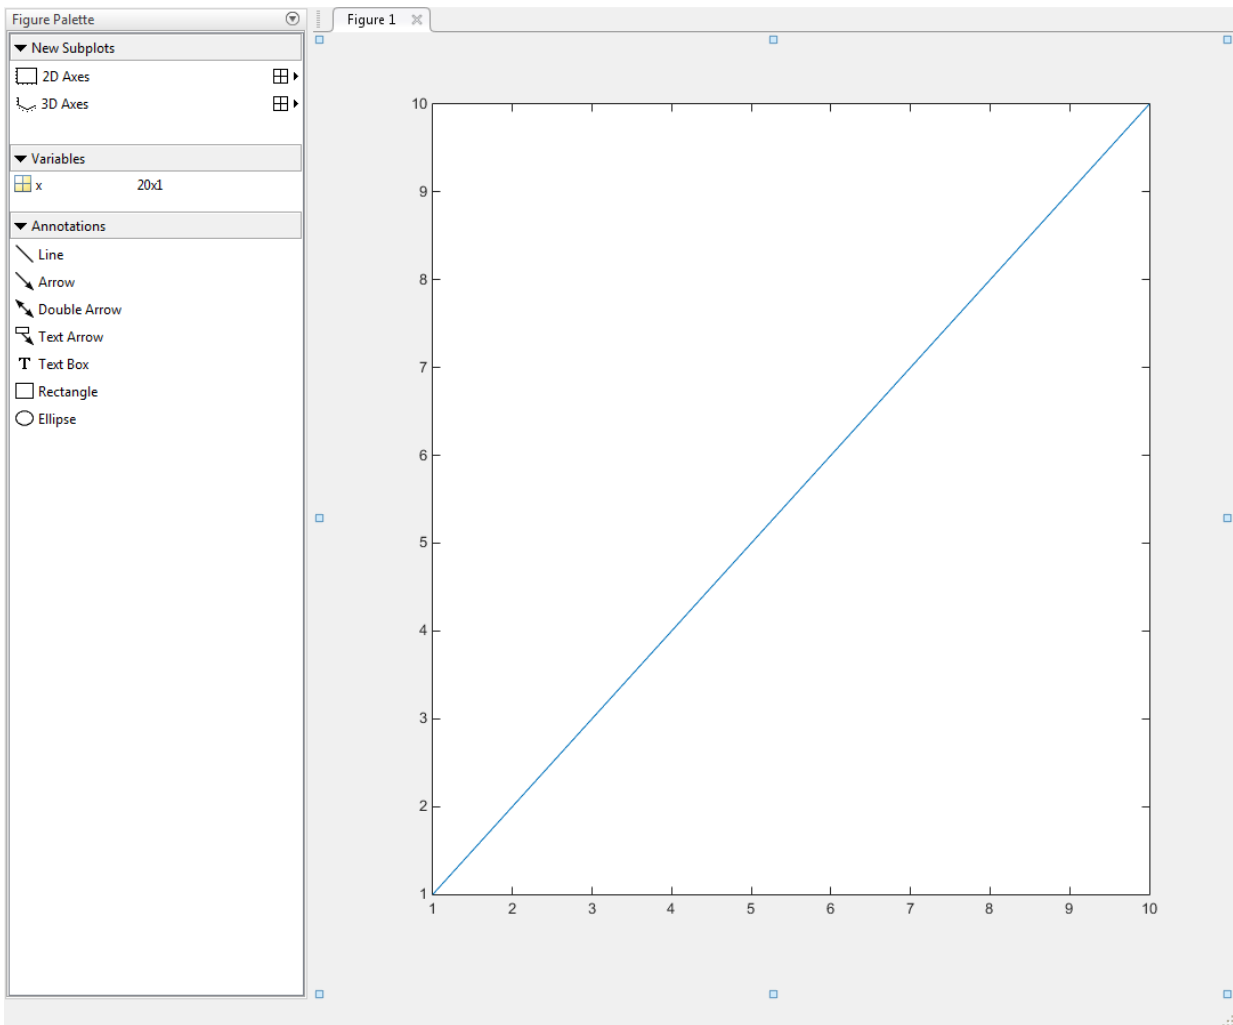 Figure Palette
Figure 1
New Subplots
2D Axes
3D Axes
Variables
x 20x1
Annotations
Line
Arrow
Double Arrow
Text Arrow
T Text Box
Rectangle
Ellipse
10
9
8
7
6
5
4
3
2
1
1 2 3 4 5 6 7 8 9 10